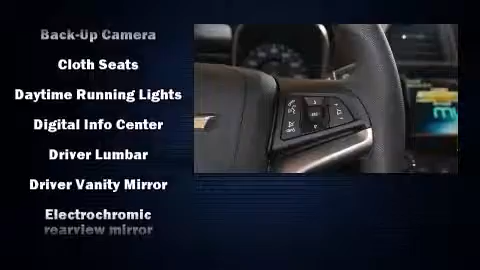 Back-Up Camera
Cloth Seats
Daytime Running Lights
Digital Info Center
Driver Lumbar
Driver Vanity Mirror
Electrochromic
rearview mirror